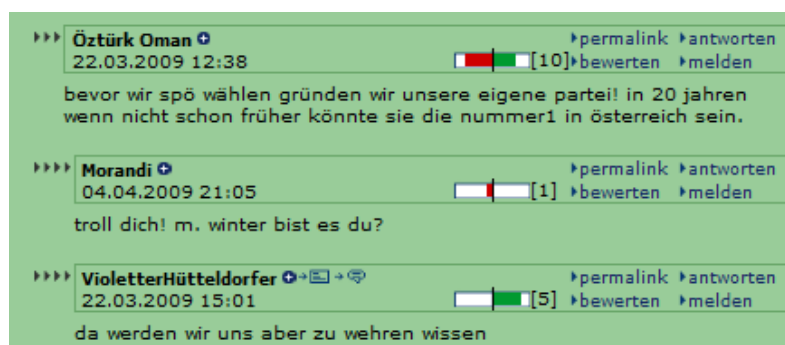 Öztürk Oman ▸permalink ▸antworten
22.03.2009 12:38 [10] ▸bewerten ▸melden
bevor wir spö wählen gründen wir unsere eigene partei! in 20 jahren
wenn nicht schon früher könnte sie die nummer1 in österreich sein.
Morandi ▸permalink ▸antworten
04.04.2009 21:05 [1] ▸bewerten ▸melden
troll dich! m. winter bist es du?
VioletterHütteldorfer ▸permalink ▸antworten
22.03.2009 15:01 [5] ▸bewerten ▸melden
da werden wir uns aber zu wehren wissen